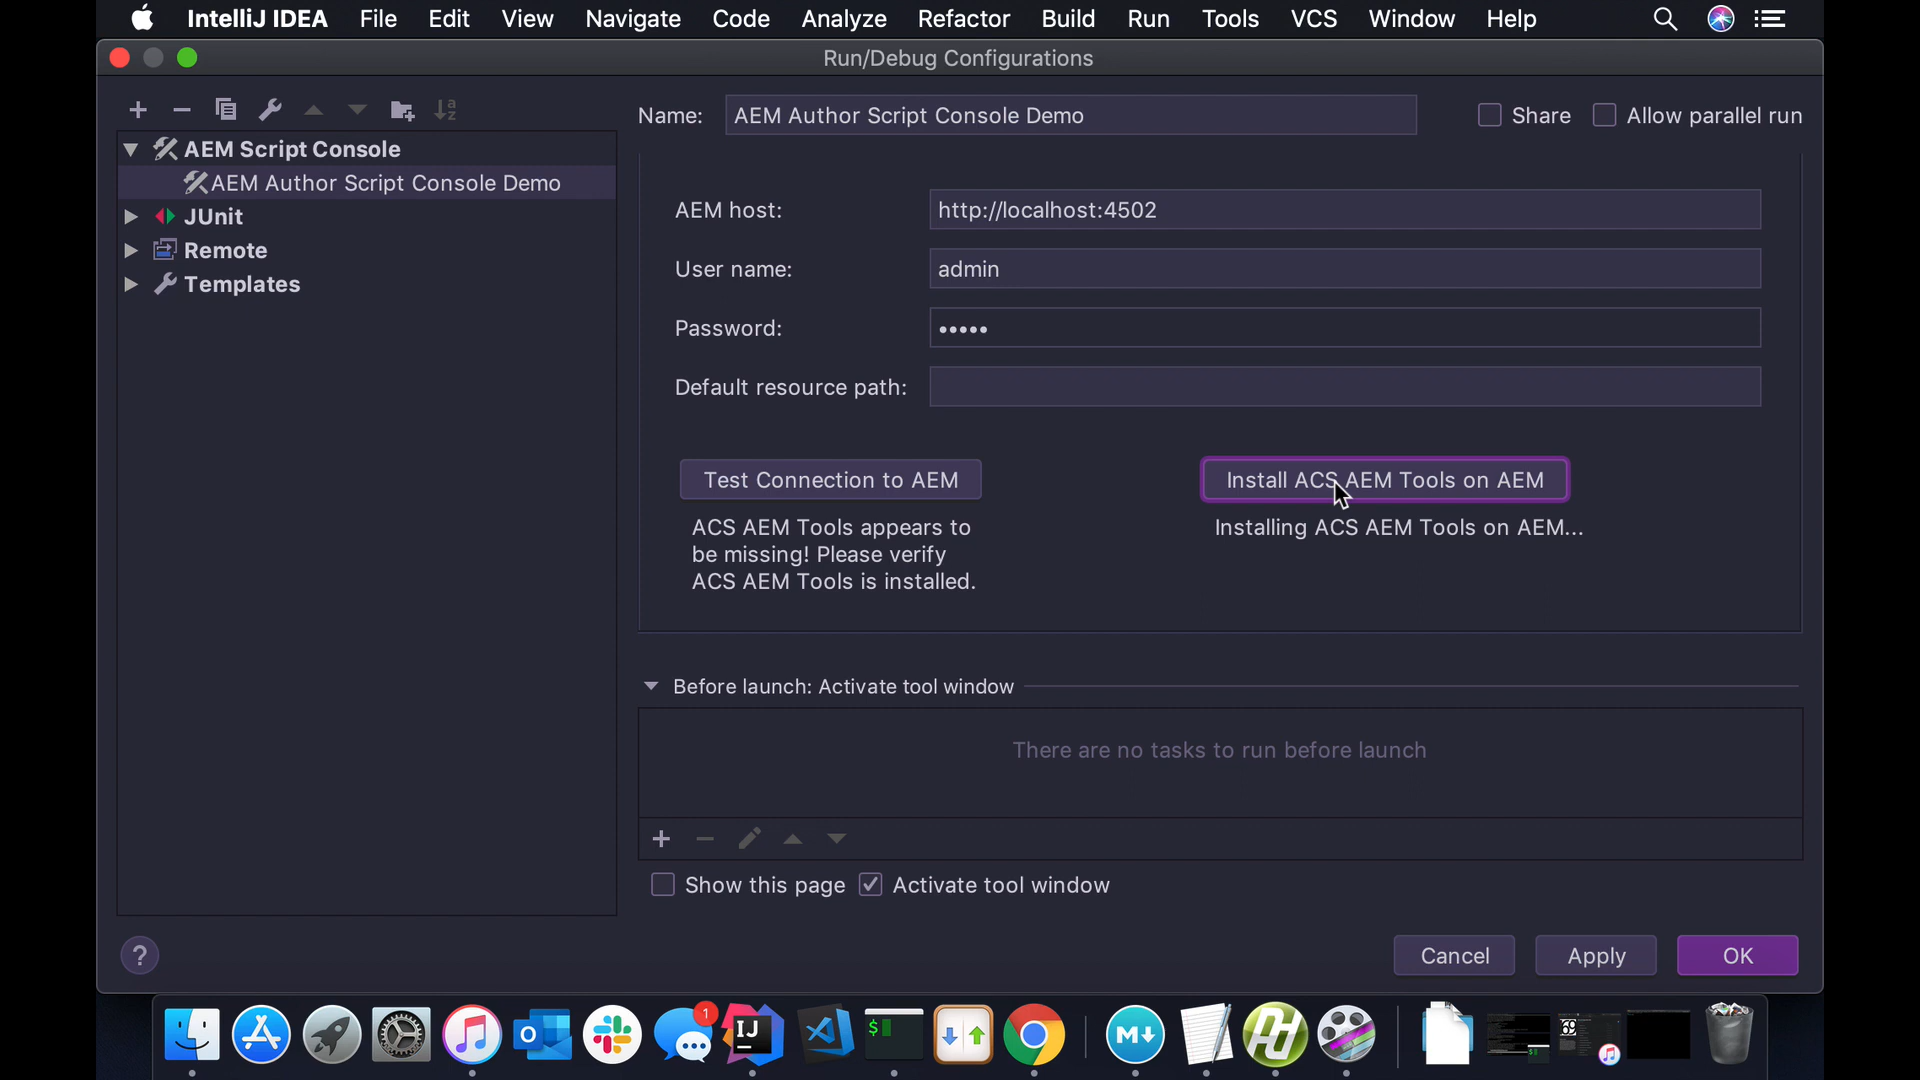 IntelliJ IDEA File Edit View Navigate Code Analyze Refactor Build Run Tools VCS Window Help
Run/Debug Configurations
Name: AEM Author Script Console Demo Share Allow parallel run
AEM Script Console
AEM Author Script Console Demo
JUnit
Remote
Templates
AEM host: http://localhost:4502
User name: admin
Password: •••••
Default resource path:
Test Connection to AEM
ACS AEM Tools appears to
be missing! Please verify
ACS AEM Tools is installed.
Install ACS AEM Tools on AEM
Installing ACS AEM Tools on AEM...
Before launch: Activate tool window
There are no tasks to run before launch
Show this page Activate tool window
? Cancel Apply OK
1
IJ
$
M